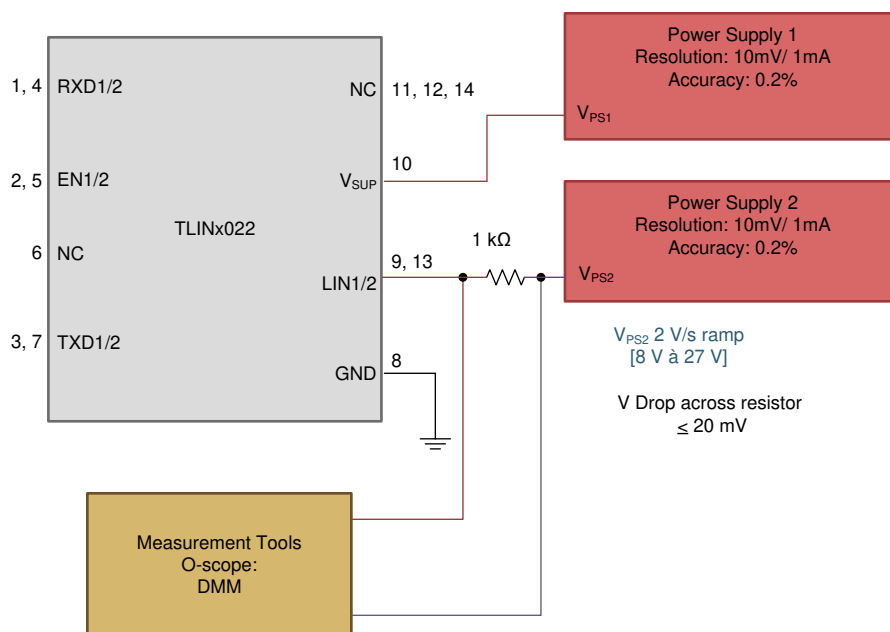 Power Supply 1
Resolution: 10mV/ 1mA
Accuracy: 0.2%
VPS1
1, 4 RXD1/2
NC 11, 12, 14
10
2, 5 EN1/2
VSUP
TLINx022
6 NC
Power Supply 2
Resolution: 10mV/ 1mA
Accuracy: 0.2%
VPS2
1 kΩ
9, 13
LIN1/2
3, 7 TXD1/2
8
GND
VPS2 2 V/s ramp
[8 V à 27 V]
V Drop across resistor
≤ 20 mV
Measurement Tools
O-scope:
DMM